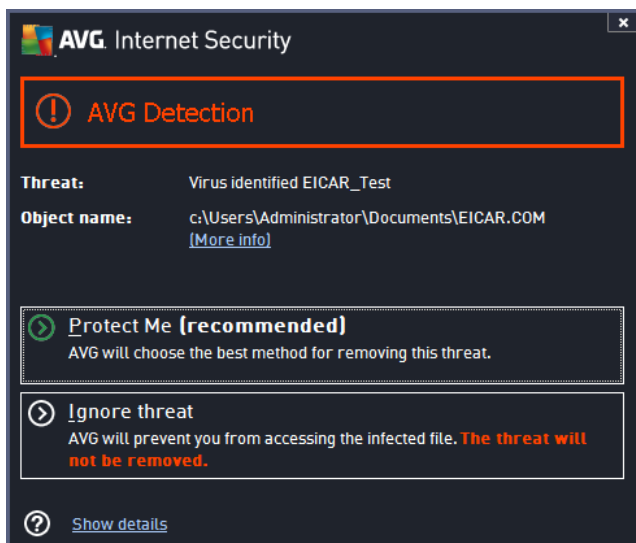 AVG. Internet Security
AVG Detection
Threat: Virus identified EICAR_Test
Object name: c:\Users\Administrator\Documents\EICAR.COM
(More info)
Protect Me (recommended)
AVG will choose the best method for removing this threat.
Ignore threat
AVG will prevent you from accessing the infected file. The threat will
not be removed.
Show details